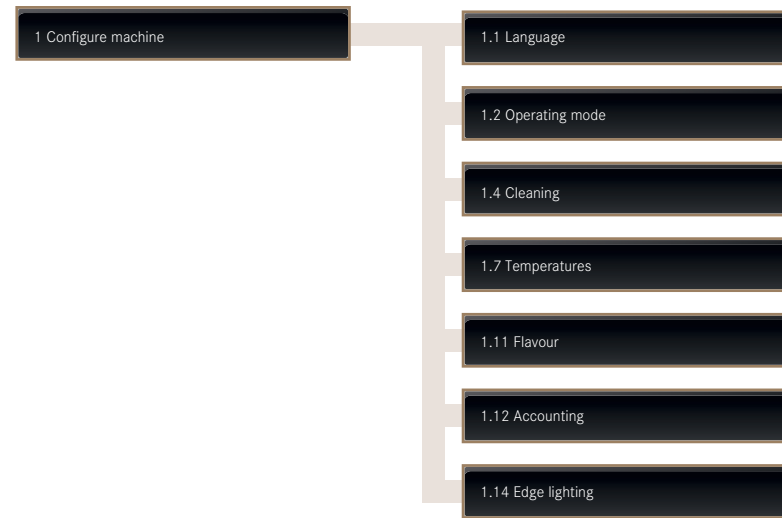 1 Configure machine
1.1 Language
1.2 Operating mode
1.4 Cleaning
1.7 Temperatures
1.11 Flavour
1.12 Accounting
1.14 Edge lighting